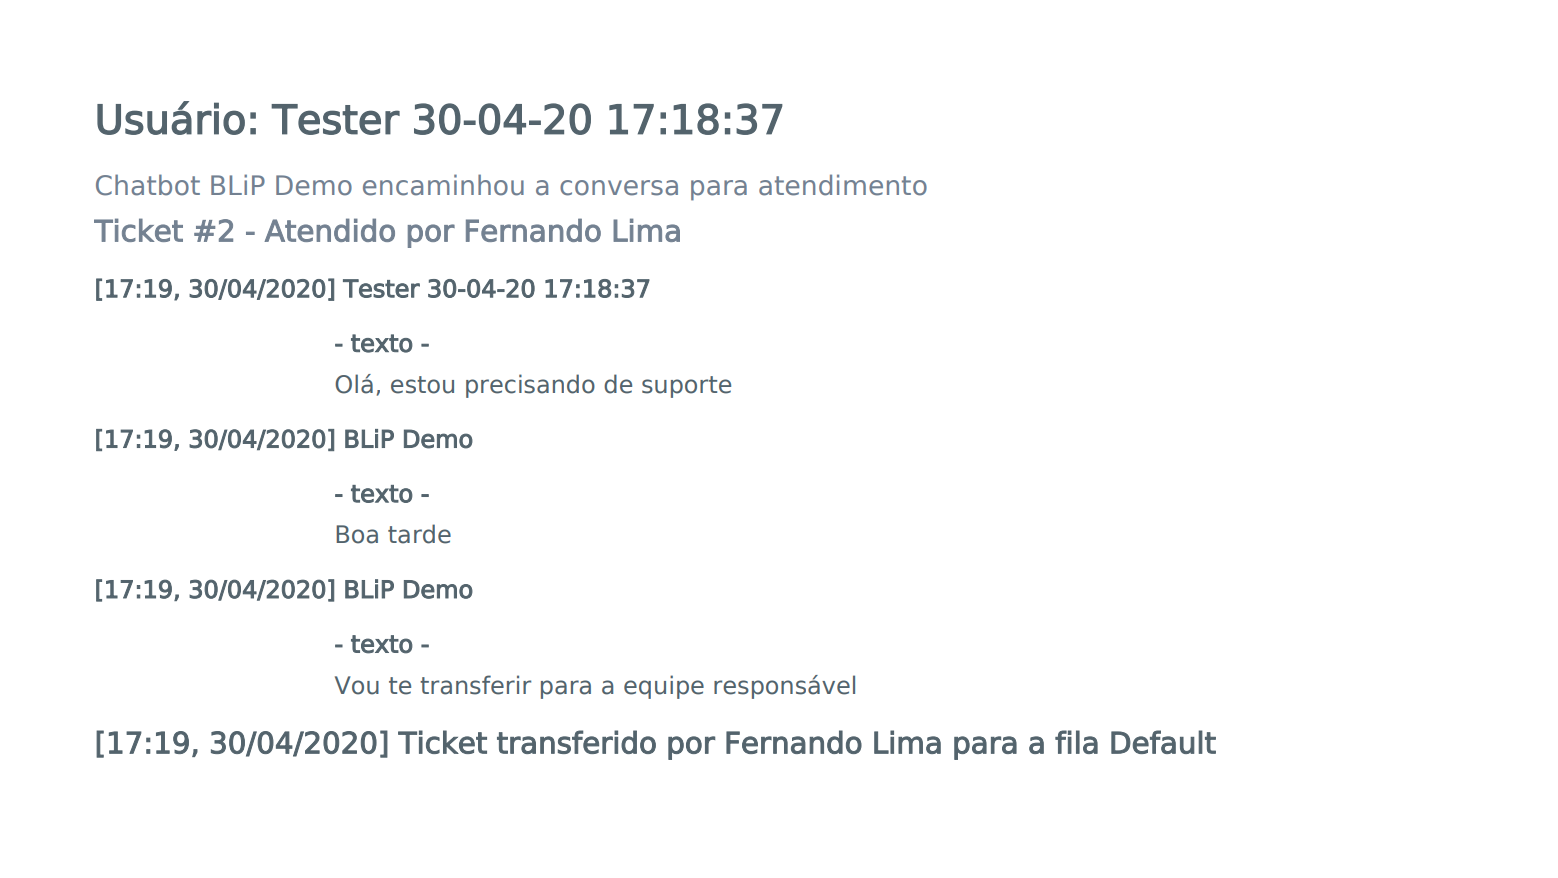 Usuário: Tester 30-04-20 17:18:37
Chatbot BLiP Demo encaminhou a conversa para atendimento
Ticket #2 - Atendido por Fernando Lima
[17:19, 30/04/2020] Tester 30-04-20 17:18:37
- texto -
Olá, estou precisando de suporte
[17:19, 30/04/2020] BLiP Demo
- texto -
Boa tarde
[17:19, 30/04/2020] BLiP Demo
- texto -
Vou te transferir para a equipe responsável
[17:19, 30/04/2020] Ticket transferido por Fernando Lima para a fila Default